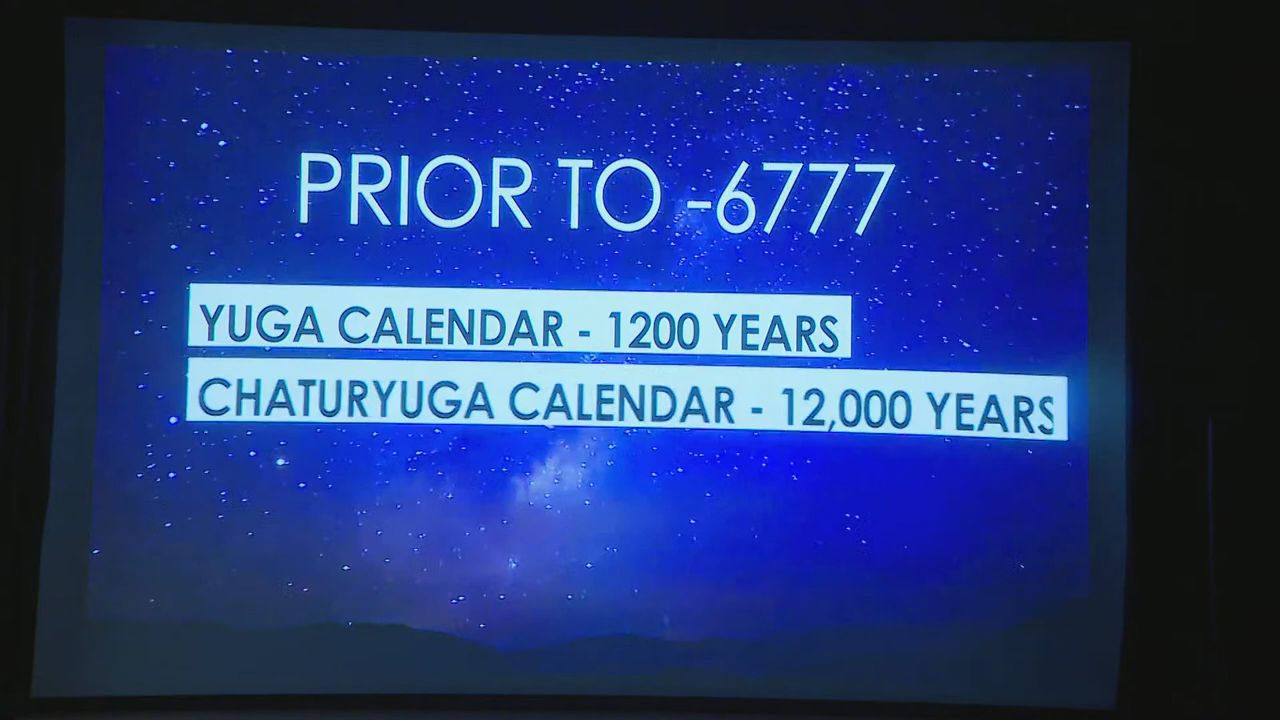 PRIOR TO -6777
YUGA CALENDAR - 1200 YEARS
CHATURYUGA CALENDAR - 12,000 YEARS